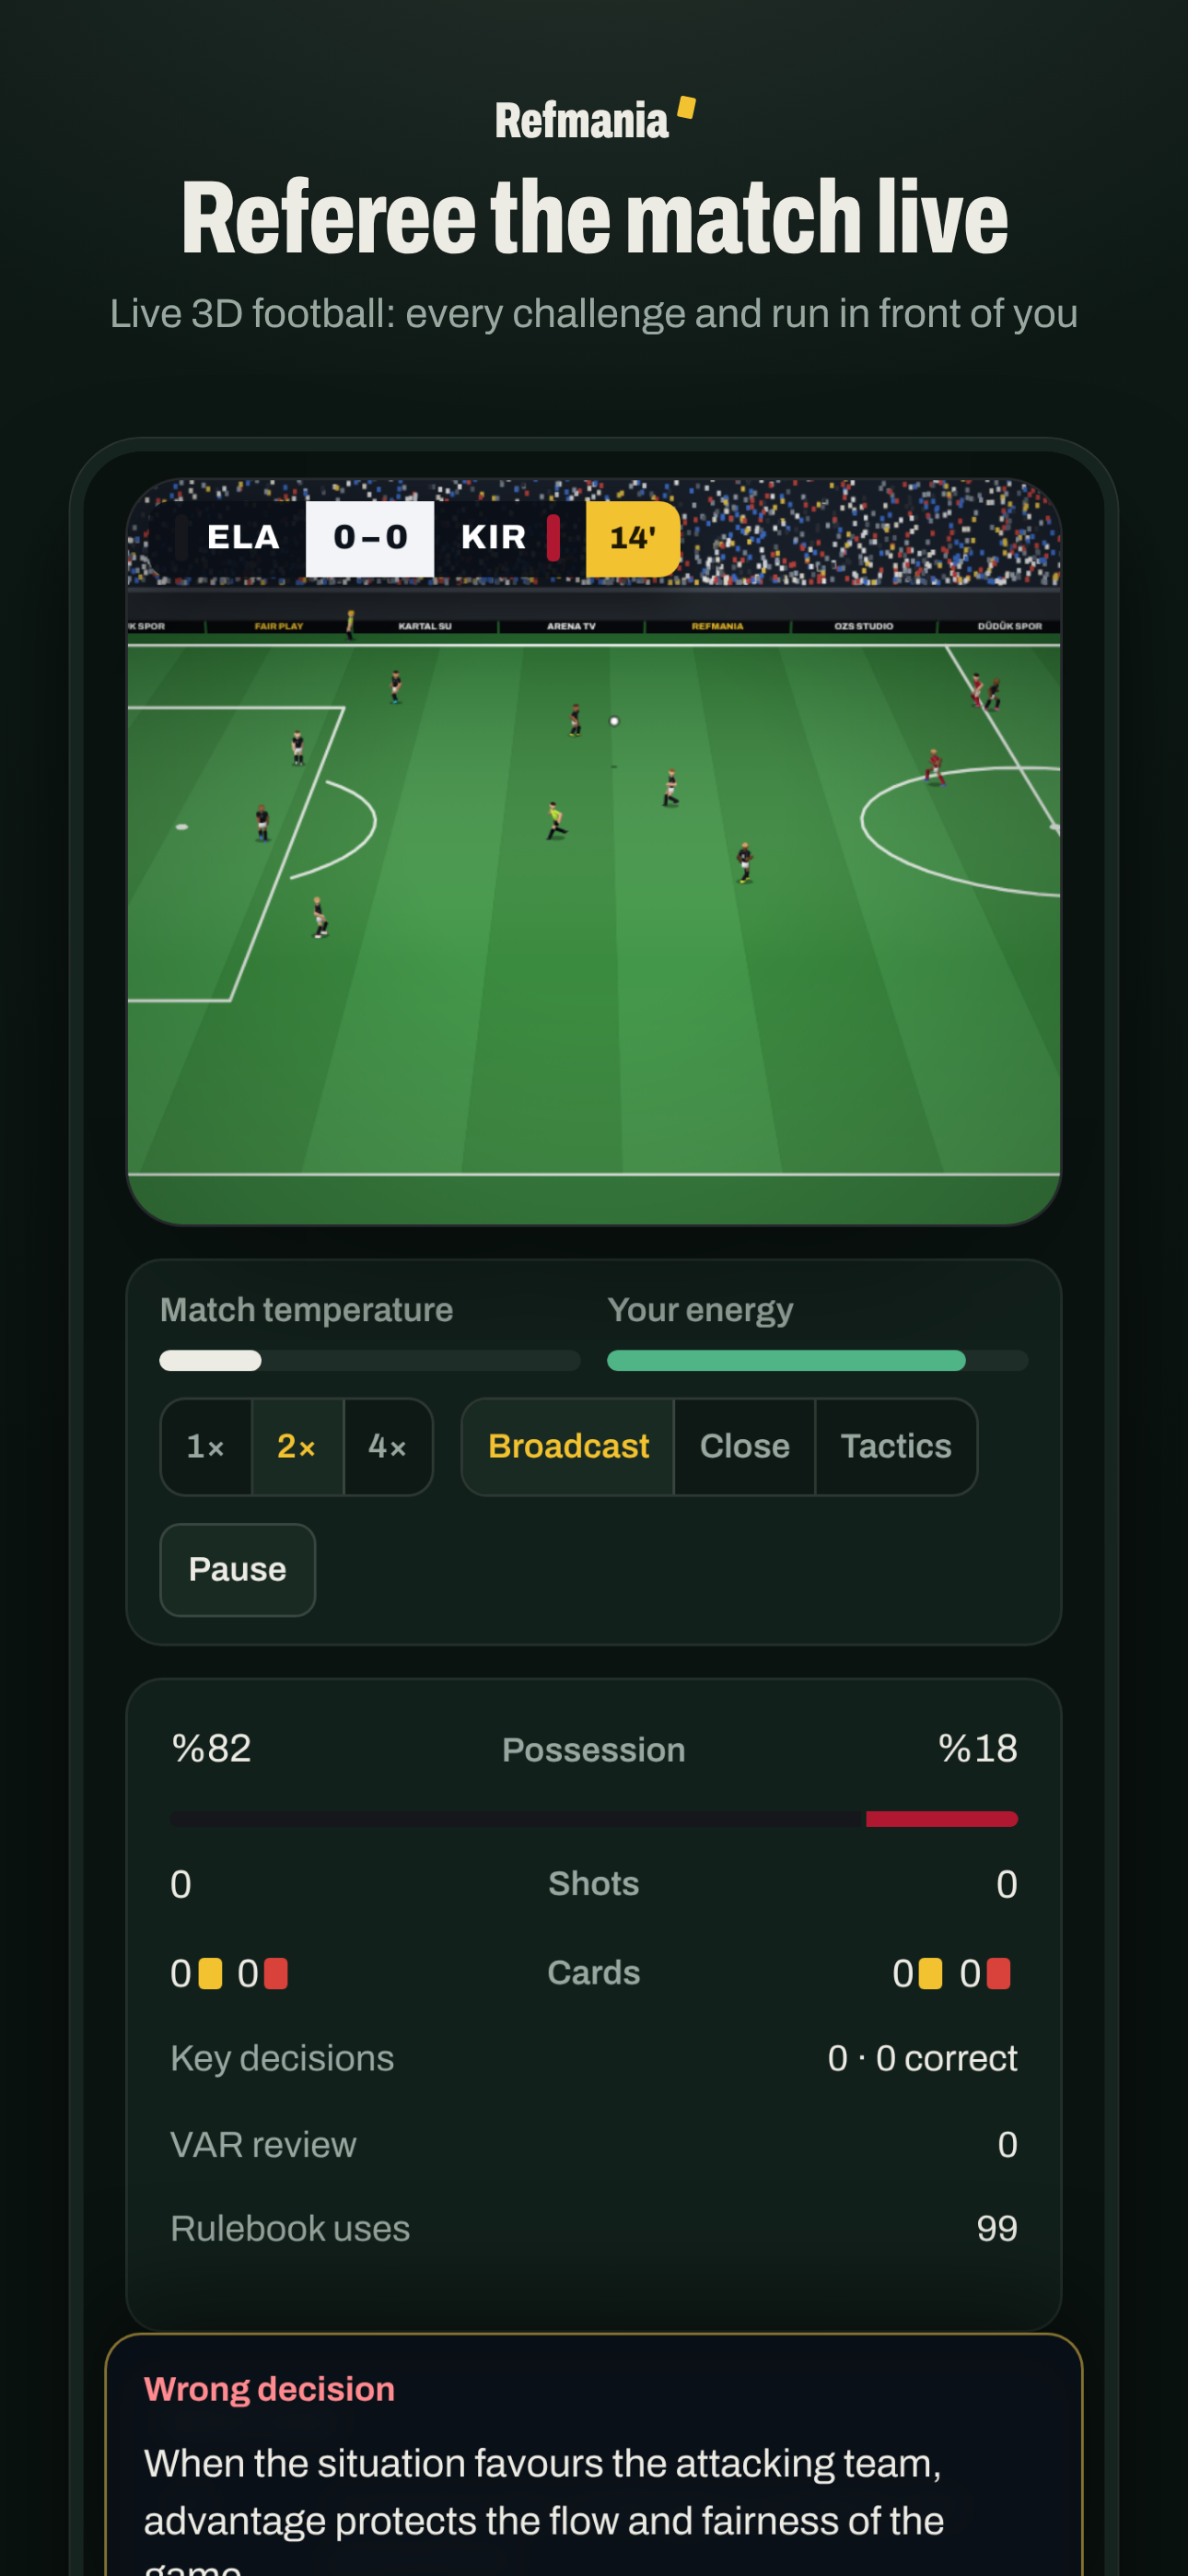 Refmania
Referee the match live
Live 3D football: every challenge and run in front of you
ELA 0–0 KIR 14'
K SPOR FAIR PLAY KARTAL SU ARENA TV REFMANIA OZS STUDIO DÜDÜK SPOR
Match temperature Your energy
1× 2× 4× Broadcast Close Tactics
Pause
%82 Possession %18
0 Shots 0
0 0 Cards 0 0
Key decisions 0 · 0 correct
VAR review 0
Rulebook uses 99
Wrong decision
When the situation favours the attacking team,
advantage protects the flow and fairness of the
game